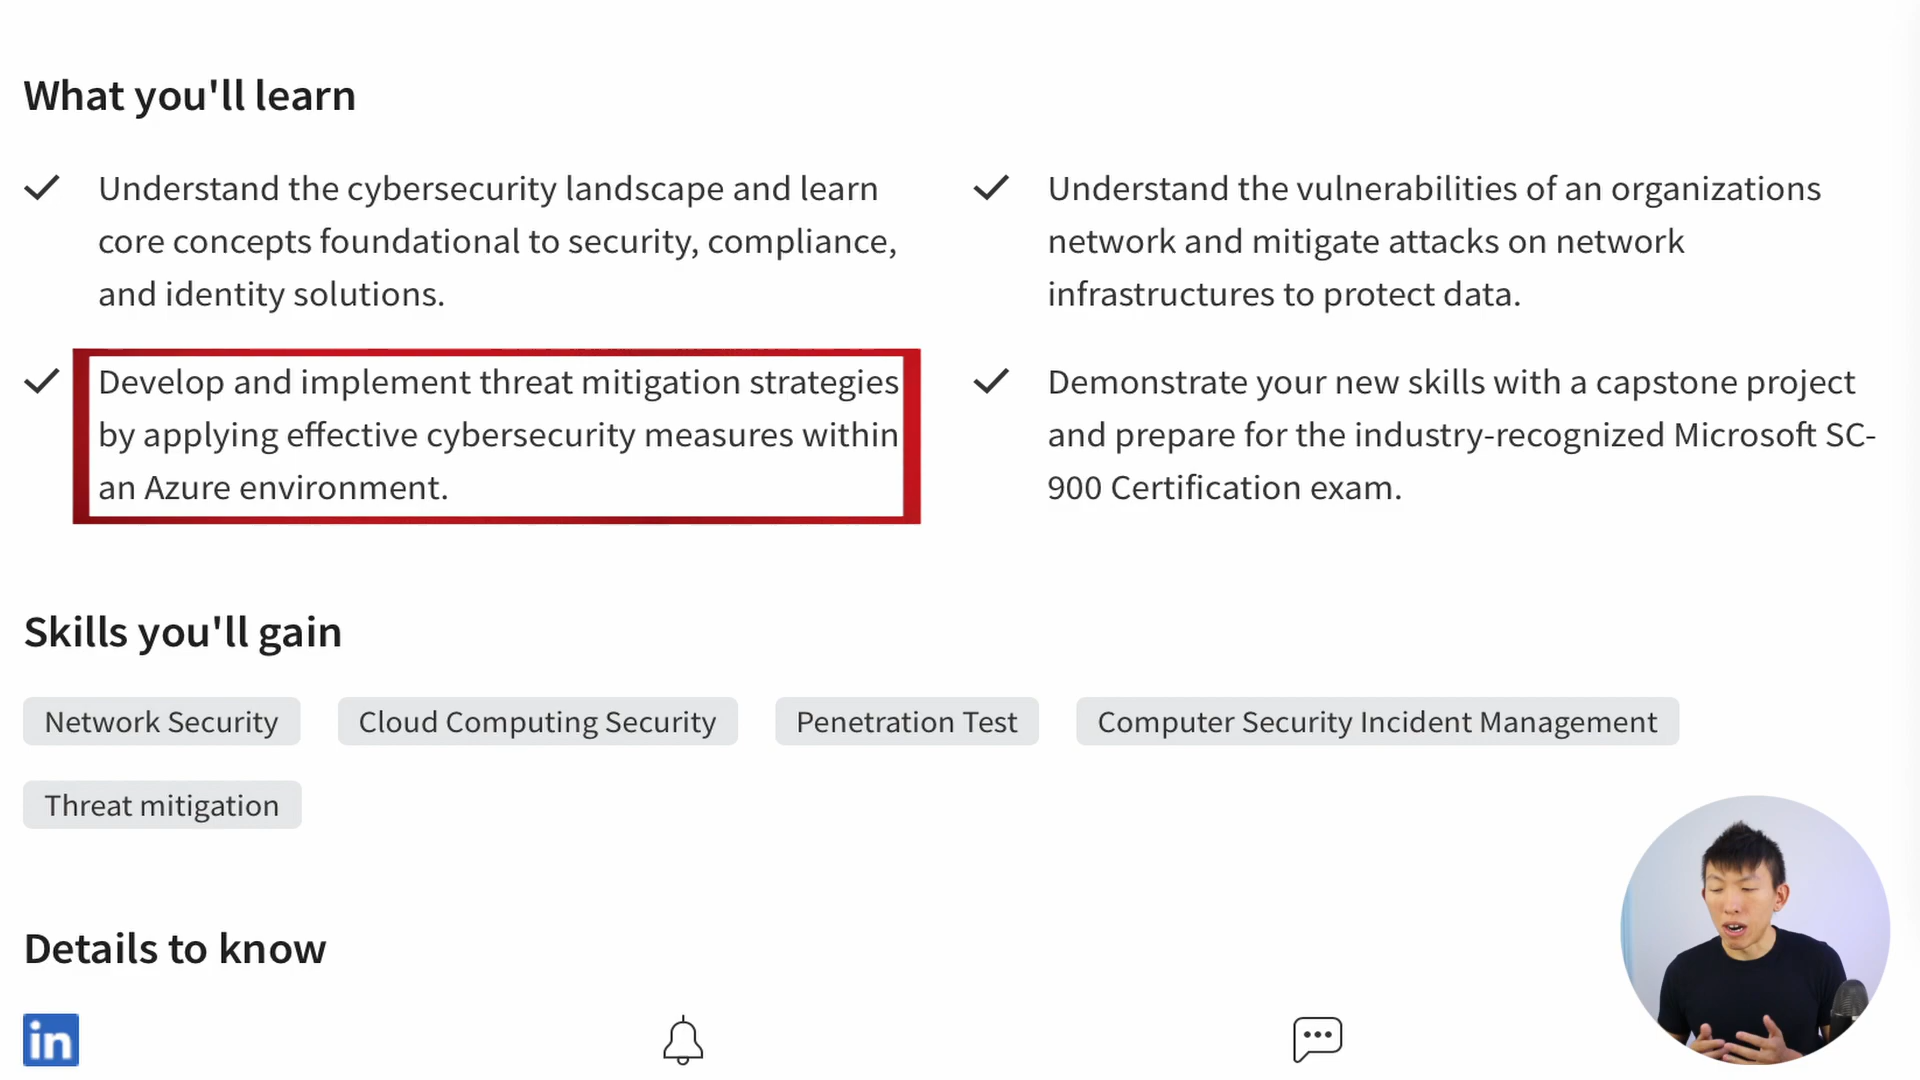 What you'll learn
Understand the cybersecurity landscape and learn
core concepts foundational to security, compliance,
and identity solutions.
Understand the vulnerabilities of an organizations
network and mitigate attacks on network
infrastructures to protect data.
Develop and implement threat mitigation strategies
by applying effective cybersecurity measures within
an Azure environment.
Demonstrate your new skills with a capstone project
and prepare for the industry-recognized Microsoft SC-
900 Certification exam.
Skills you'll gain
Network Security
Cloud Computing Security
Penetration Test
Computer Security Incident Management
Threat mitigation
Details to know
in